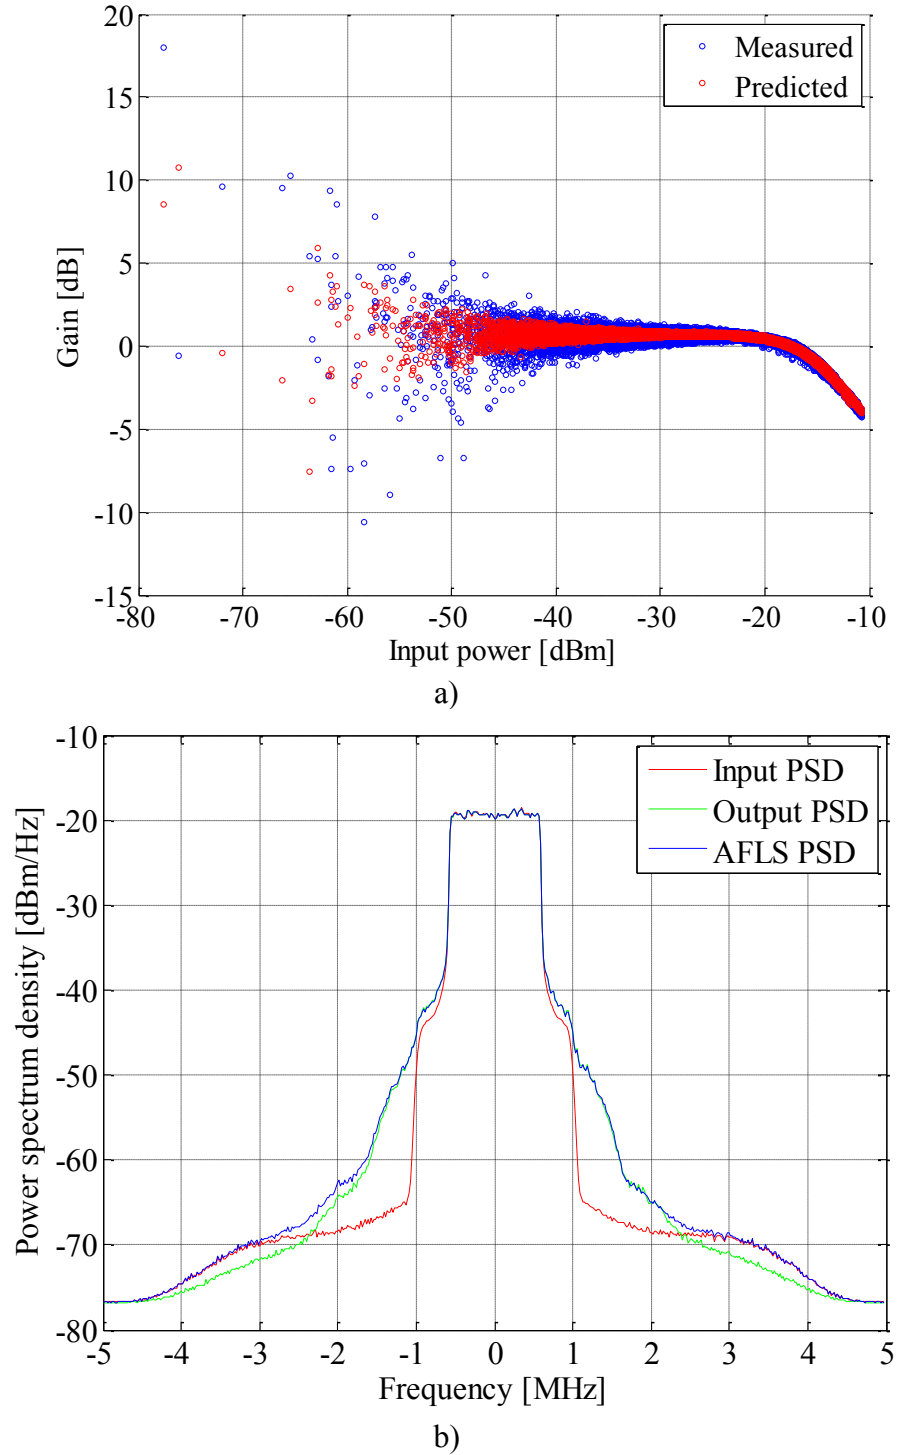 20
15
10
5
0
-5
-10
-15
Gain [dB]
Measured
Predicted
-80 -70 -60 -50 -40 -30 -20 -10
Input power [dBm]
a)
-10
-20
-30
-40
-50
-60
-70
-80
Power spectrum density [dBm/Hz]
Input PSD
Output PSD
AFLS PSD
-5 -4 -3 -2 -1 0 1 2 3 4 5
Frequency [MHz]
b)